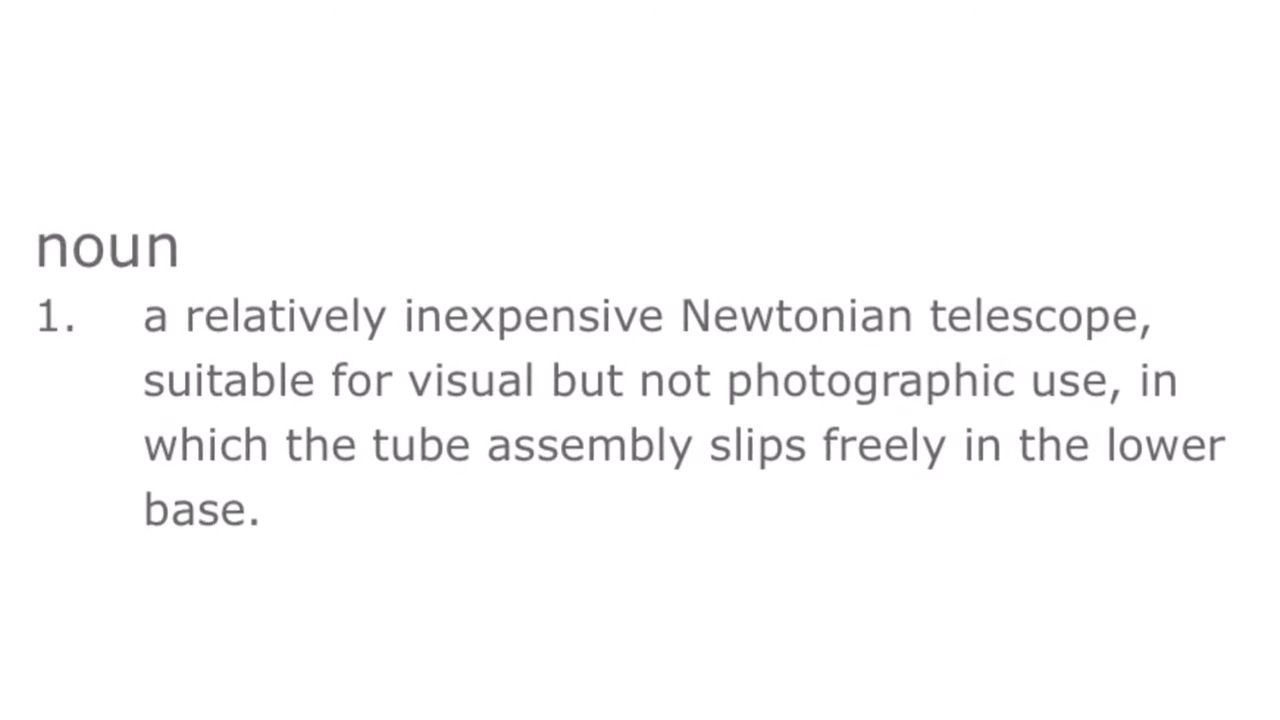 noun
1. a relatively inexpensive Newtonian telescope,
suitable for visual but not photographic use, in
which the tube assembly slips freely in the lower
base.